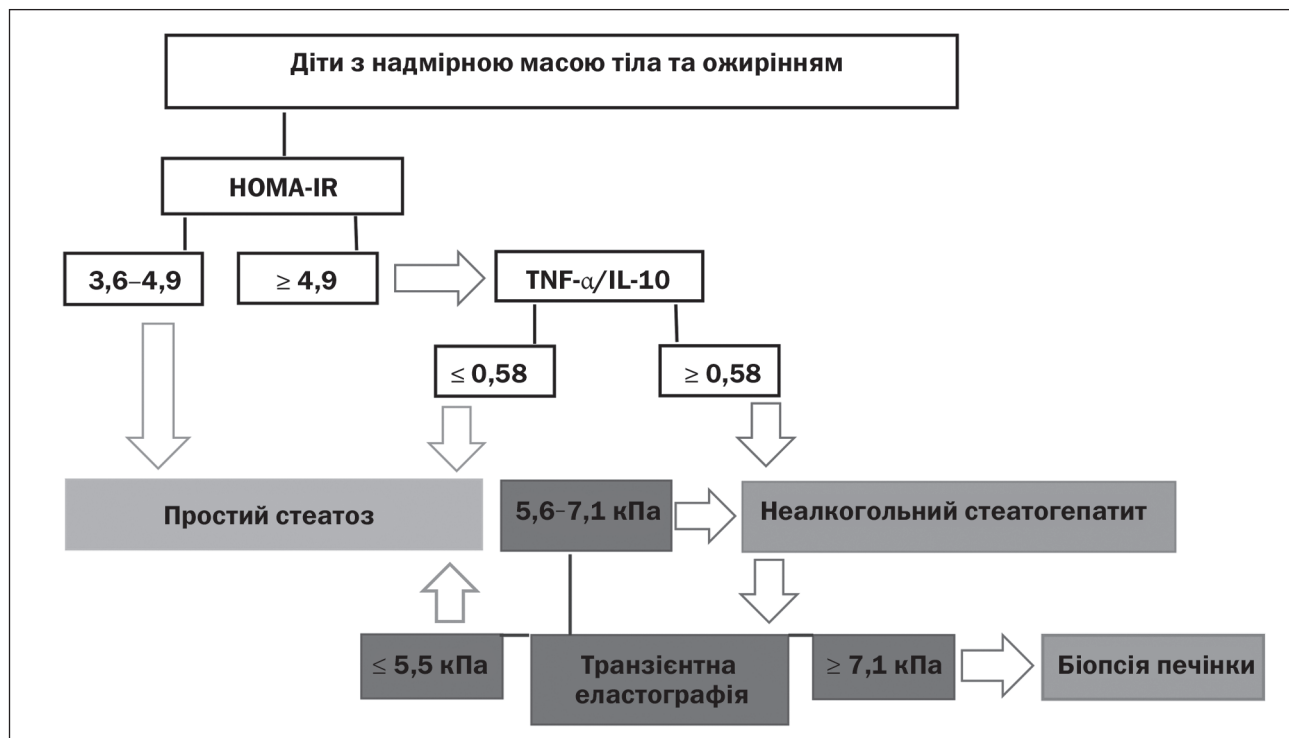 Діти з надмірною масою тіла та ожирінням
HOMA-IR
3,6–4,9
≥ 4,9
TNF-α/IL-10
≤ 0,58
≥ 0,58
Простий стеатоз
5,6–7,1 кПа
Неалкогольний стеатогепатит
≤ 5,5 кПа
Транзієнтна
еластографія
≥ 7,1 кПа
Біопсія печінки